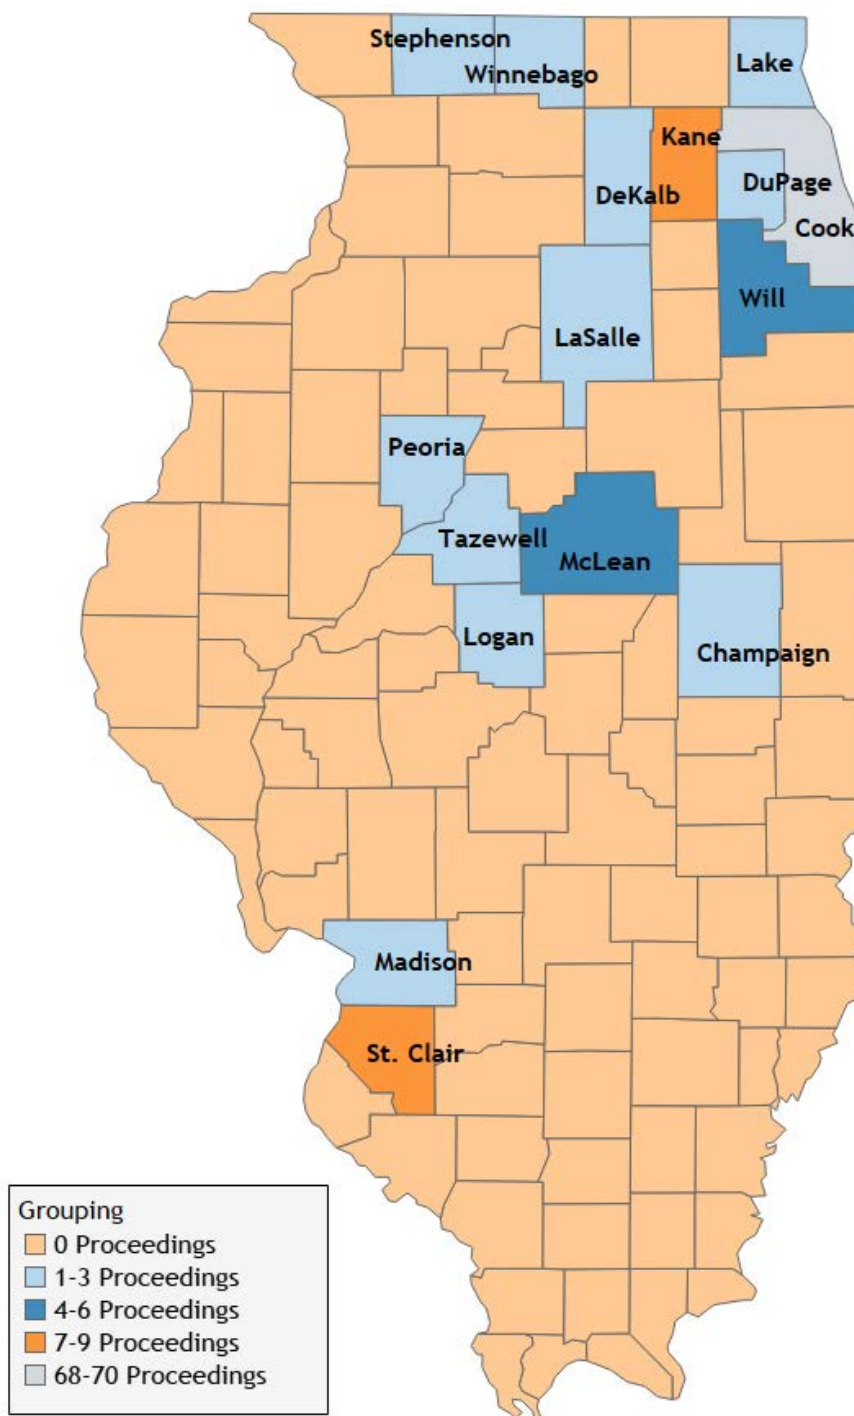 Stephenson
Winnebago
Lake
Kane
DeKalb
DuPage
Cook
Will
LaSalle
Peoria
Tazewell
McLean
Logan
Champaign
Madison
St. Clair
Grouping
0 Proceedings
1-3 Proceedings
4-6 Proceedings
7-9 Proceedings
68-70 Proceedings